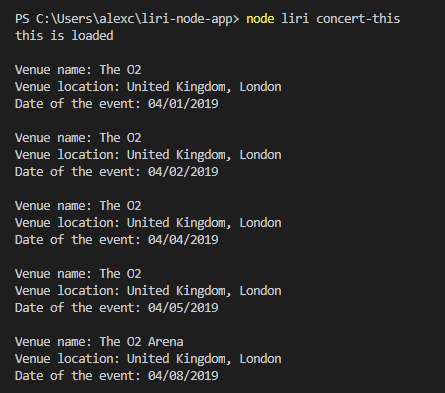 PS C:\Users\alexc\liri-node-app> node liri concert-this
this is loaded
Venue name: The O2
Venue location: United Kingdom, London
Date of the event: 04/01/2019
Venue name: The O2
Venue location: United Kingdom, London
Date of the event: 04/02/2019
Venue name: The O2
Venue location: United Kingdom, London
Date of the event: 04/04/2019
Venue name: The O2
Venue location: United Kingdom, London
Date of the event: 04/05/2019
Venue name: The O2 Arena
Venue location: United Kingdom, London
Date of the event: 04/08/2019